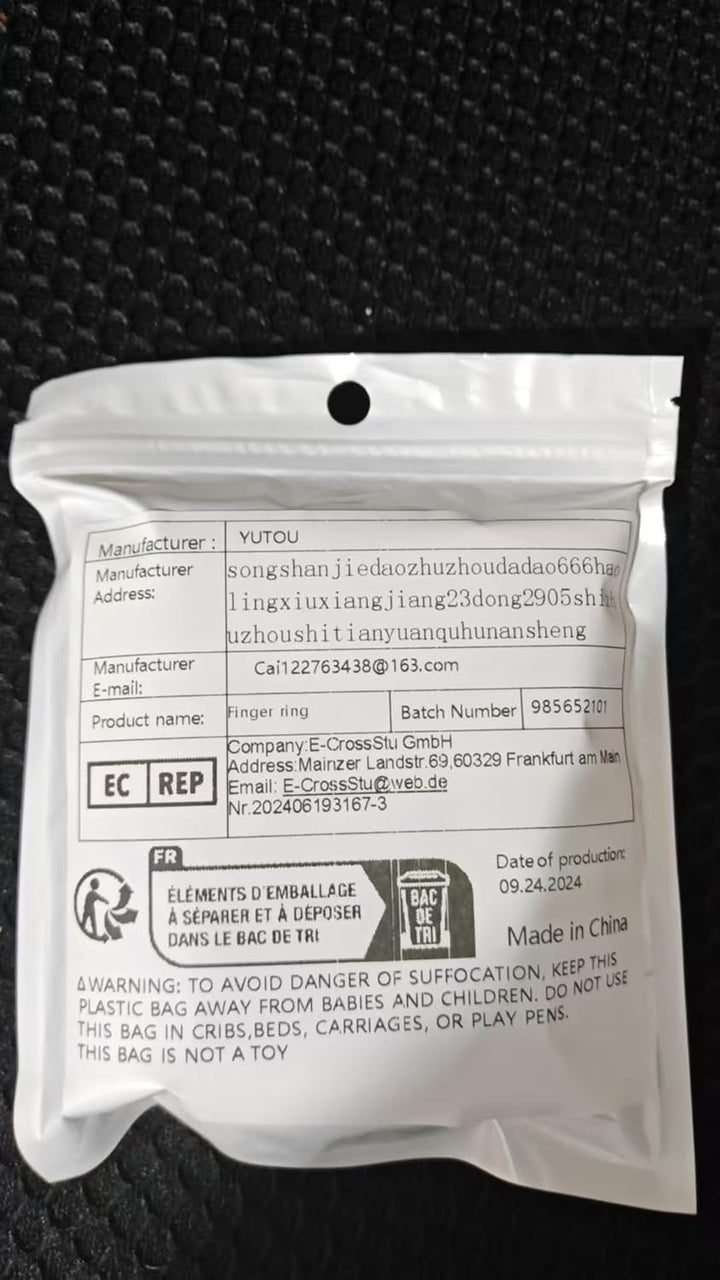 Manufacturer : YUTOU
Manufacturer Address:
songshanjiedaozhuzhoudadao666hao
lingxiuxiangjiang23dong2905shizh
uzhoushitianyuanquhunansheng
Manufacturer E-mail: Cai122763438@163.com
Product name: Finger ring Batch Number 985652101
EC REP
Company:E-CrossStu GmbH
Address:Mainzer Landstr.69,60329 Frankfurt am Main
Email: E-CrossStu@web.de
Nr.202406193167-3
FR
ÉLÉMENTS D'EMBALLAGE
À SÉPARER ET À DÉPOSER
DANS LE BAC DE TRI
BAC
DE
TRI
Date of production:
09.24.2024
Made in China
⚠WARNING: TO AVOID DANGER OF SUFFOCATION, KEEP THIS
PLASTIC BAG AWAY FROM BABIES AND CHILDREN. DO NOT USE
THIS BAG IN CRIBS,BEDS, CARRIAGES, OR PLAY PENS.
THIS BAG IS NOT A TOY